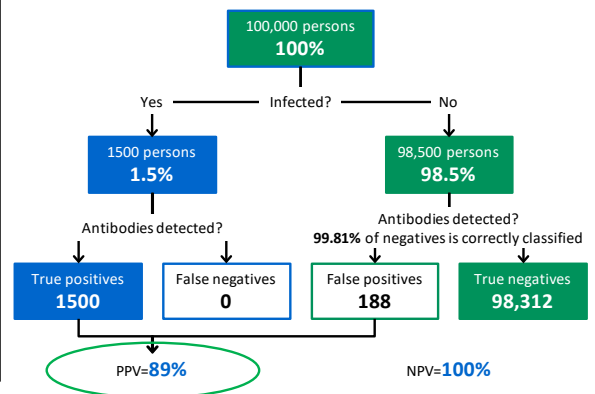 100,000 persons
100%
Yes
Infected?
No
1500 persons
1.5%
98,500 persons
98.5%
Antibodies detected?
Antibodies detected?
99.81% of negatives is correctly classified
True positives
1500
False negatives
0
False positives
188
True negatives
98,312
PPV=89%
NPV=100%